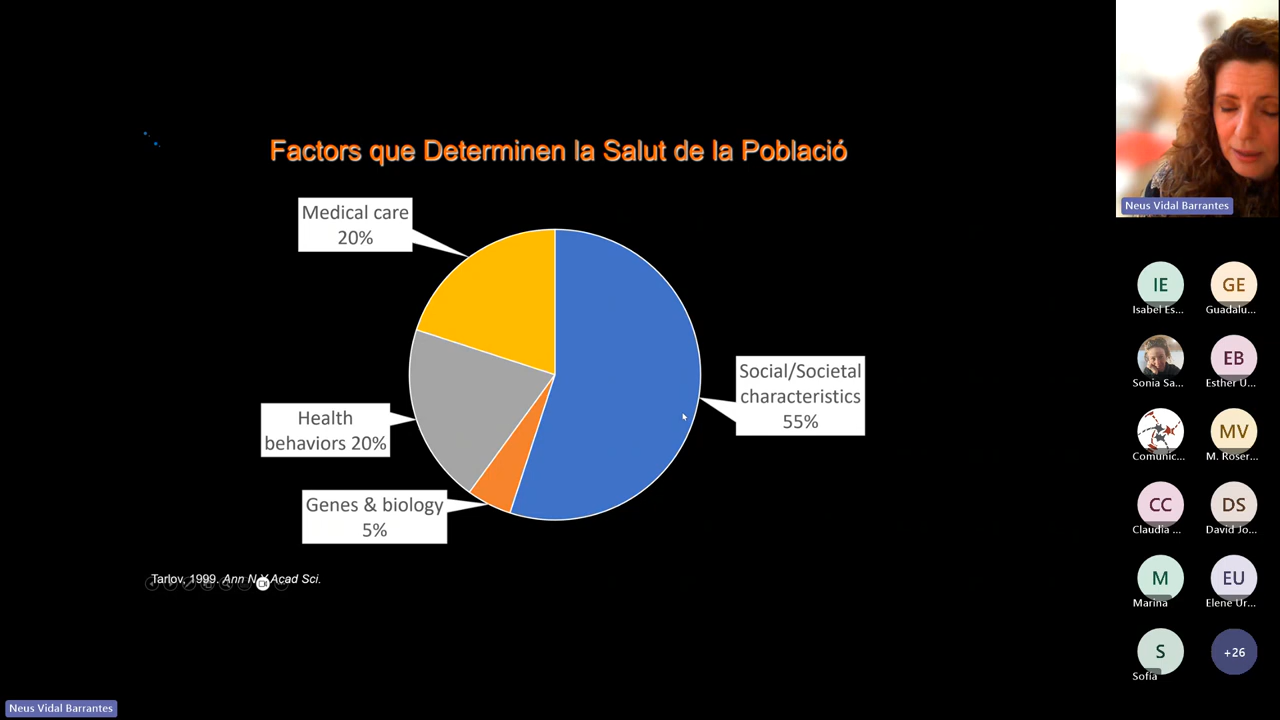 Factors que Determinen la Salut de la Població
Medical care
20%
Social/Societal
characteristics
55%
Health
behaviors 20%
Genes & biology
5%
Tarlov, 1999. Ann N Y Acad Sci.
Neus Vidal Barrantes
Neus Vidal Barrantes
IE
Isabel Es...
GE
Guadalu...
Sonia Sa...
EB
Esther U...
Comunic...
MV
M. Roser...
CC
Claudia ...
DS
David Jo...
M
Marina
EU
Elene Ur...
S
Sofía
+26